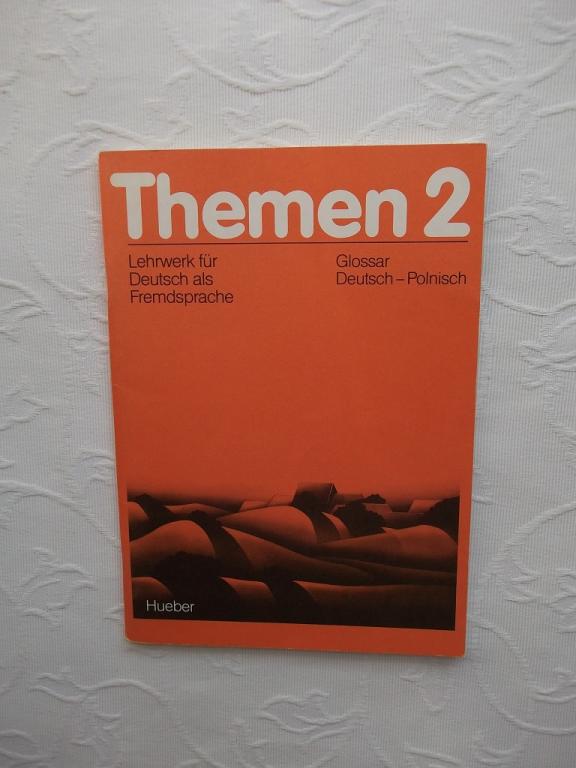 Themen 2
Lehrwerk für
Deutsch als
Fremdsprache
Glossar
Deutsch – Polnisch
Hueber